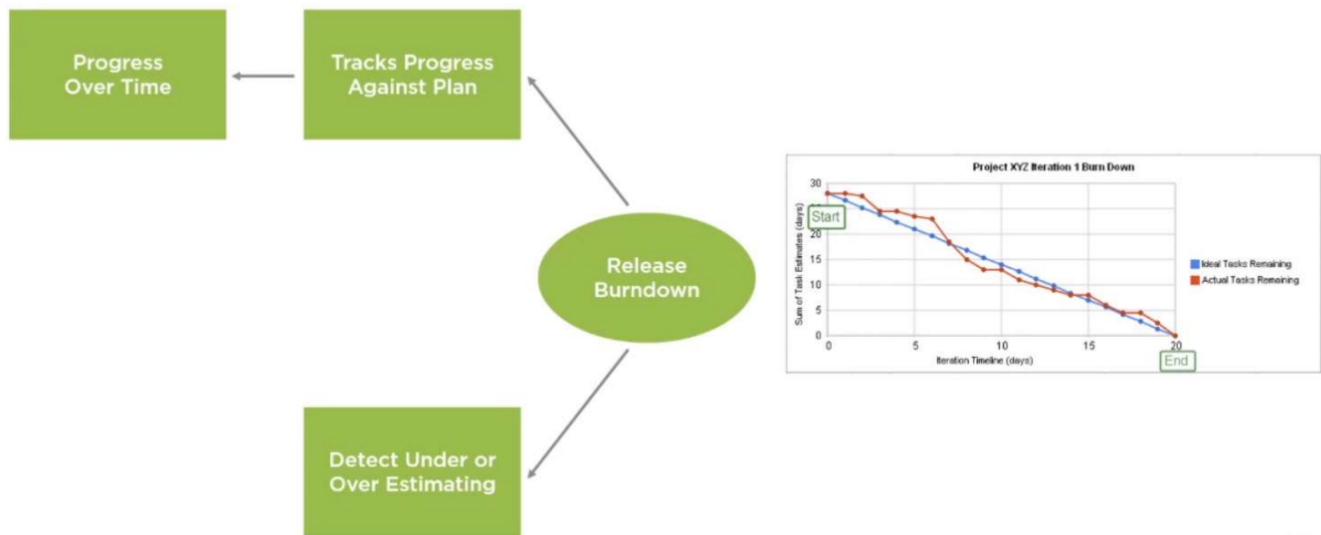 Progress
Over Time
Tracks Progress
Against Plan
Release
Burndown
Detect Under or
Over Estimating
Project XYZ Iteration 1 Burn Down
Sum of Task Estimates (days)
30
20
15
10
5
0
Start
0
5
10
15
20
End
Iteration Timeline (days)
Ideal Tasks Remaining
Actual Tasks Remaining